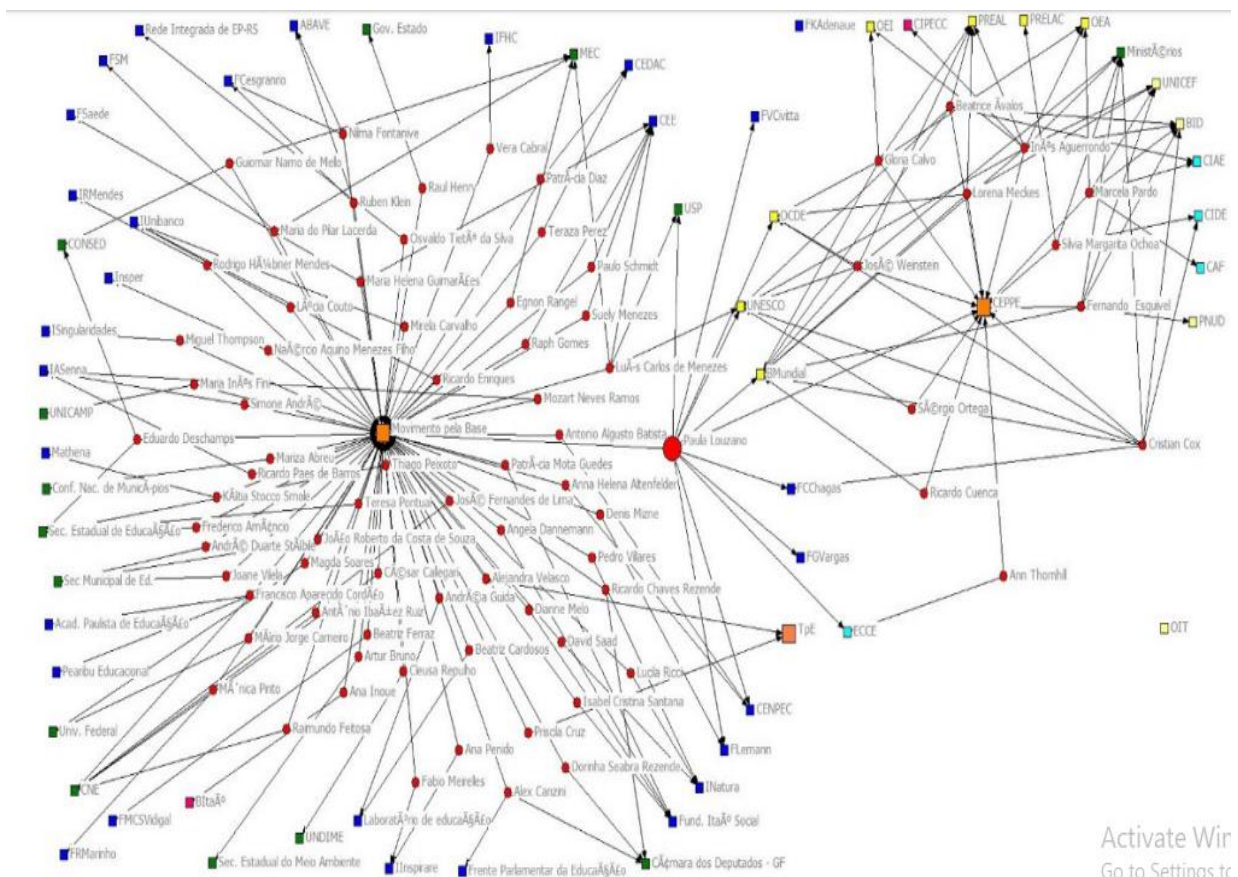 Rede Integrada de EP-RS
ABAVE
Gov. Estado
IFHC
MEC
CEDAC
FKAdenaue
OEI
CIPECC
PREAL
PRELAC
OEA
MinistÃ©rios
FSM
FCesgranrio
UNICEF
FSaede
CEE
FVCivitta
Beatrice Ãvalos
BID
Nilma Fontanive
Vera Cabral
InÃªs Aguerrondo
Guiomar Namo de Melo
Gloria Calvo
CIAE
PatrÃ­cia Diaz
Raul Henry
Lorena Meckes
Marcela Pardo
IRMendes
Ruben Klein
USP
OCDE
CIDE
IUnibanco
Maria do Pilar Lacerda
Osvaldo TietÃª da Silva
Teraza Perez
Silvia Margarita Ochoa
CONSED
Rodrigo HÃ¼bner Mendes
Paulo Schmidt
JosÃ© Weinstein
CAF
Insper
Maria Helena GuimarÃ£es
LÃºcia Couto
Egnon Rangel
UNESCO
CEPPE
Fernando Esquivel
Suely Menezes
PNUD
ISingularidades
Mirela Carvalho
Miguel Thompson
Raph Gomes
NaÃ©rcio Aquino Menezes Filho
IASenna
LuÃ­s Carlos de Menezes
BMundial
Maria InÃªs Fini
Ricardo Enriques
Simone AndrÃ©
Mozart Neves Ramos
SÃ©rgio Ortega
UNICAMP
Eduardo Deschamps
Movimento pela Base
Antonio Algusto Batista
Paula Louzano
Cristian Cox
Mathena
Mariza Abreu
Thiago Peixoto
PatrÃ­cia Mota Guedes
Ricardo Paes de Barros
Anna Helena Altenfelder
Conf. Nac. de MunicÃ­pios
FCChagas
Ricardo Cuenca
KÃ¡tia Stocco Smole
Teresa Pontual
JosÃ© Fernandes de Lima
Denis Mizne
Sec. Estadual de EducaÃ§Ã£o
Frederico AmÃ¢ncio
Angela Dannemann
AndrÃ© Duarte StÃ¡bile
JoÃ£o Roberto da Costa de Souza
Pedro Villares
FGVargas
Magda Soares
Sec Municipal de Ed.
Joane Vilela
CÃ©sar Callegari
Alejandra Velasco
Ricardo Chaves Rezende
Ann Thornhil
Francisco Aparecido CordÃ£o
AndrÃ©a Guida
Dianne Melo
Acad. Paulista de EducaÃ§Ã£o
AntÃ´nio IbaÃ±ez Ruiz
TpE
ECCE
OIT
MÃ¡rio Jorge Carneiro
Beatriz Ferraz
David Saad
Artur Bruno
Beatriz Cardosos
Peanbu Educaconal
Cleusa Repulho
Lucia Ricci
MÃ´nica Pinto
Ana Inoue
Isabel Cristina Santana
CENPEC
Univ. Federal
Raimundo Feitosa
Priscla Cruz
FLemann
Ana Penido
Dorinha Seabra Rezende
CNE
Fabio Meirelles
Alex Canzini
INatura
BItaÃº
FMCSVidigal
LaboratÃ³rio de educaÃ§Ã£o
Fund. ItaÃº Social
UNDIME
FRMarinho
Sec. Estadual do Meio Ambiente
IInspirare
Frente Parlamentar da EducaÃ§Ã£o
CÃ¢mara dos Deputados - GF
Activate Wir
Go to Settings to